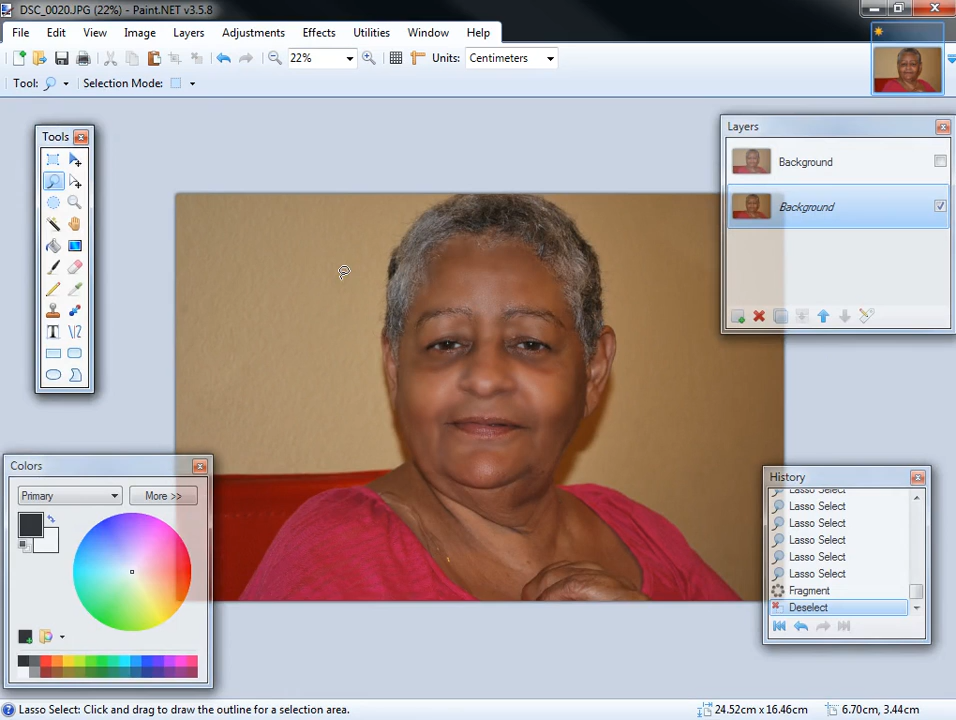 DSC_0020.JPG (22%) - Paint.NET v3.5.8
File Edit View Image Layers Adjustments Effects Utilities Window Help
22% Units: Centimeters
Tool: Selection Mode:
Tools
Layers
Background
Background
Colors
Primary More >>
History
Lasso Select
Lasso Select
Lasso Select
Lasso Select
Lasso Select
Lasso Select
Fragment
Deselect
Lasso Select: Click and drag to draw the outline for a selection area. 24.52cm x 16.46cm 6.70cm, 3.44cm